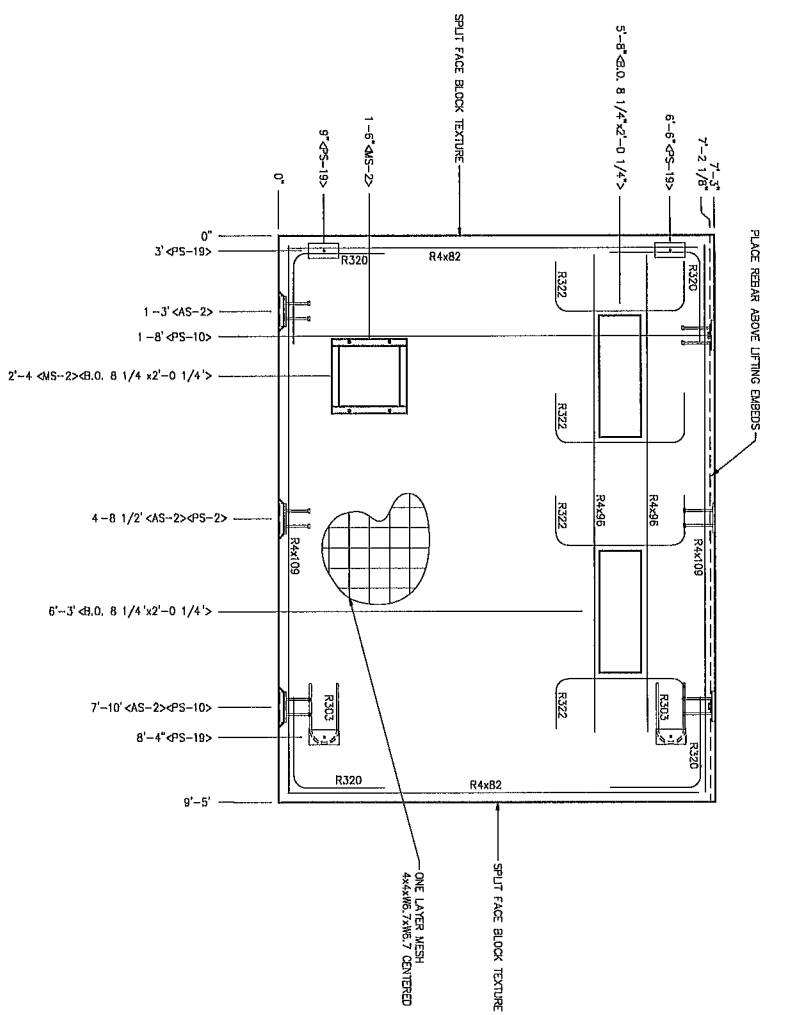 SPLIT FACE BLOCK TEXTURE
5'-8"<B.O. 8 1/4"x2'-0 1/4">
6'-6"<PS-19>
7'-2 1/8"
7'-3"
1-6"<MS-2>
9"<PS-19>
0"
PLACE REBAR ABOVE LIFTING EMBEDS
0"
3'<PS-19>
1-3'<AS-2>
1-8'<PS-10>
2'-4 <MS-2><B.O. 8 1/4 x2'-0 1/4'>
4-8 1/2'<AS-2><PS-2>
6'-3'<B.O. 8 1/4'x2'-0 1/4'>
7'-10'<AS-2><PS-10>
8'-4"<PS-19>
9'-5'
R320
R4x82
R320
R322
R322
R322
R322
R4x96
R4x96
R4x109
R4x109
R303
R303
R320
R4x82
R320
ONE LAYER MESH
4x4xW6.7xW6.7 CENTERED
SPLIT FACE BLOCK TEXTURE